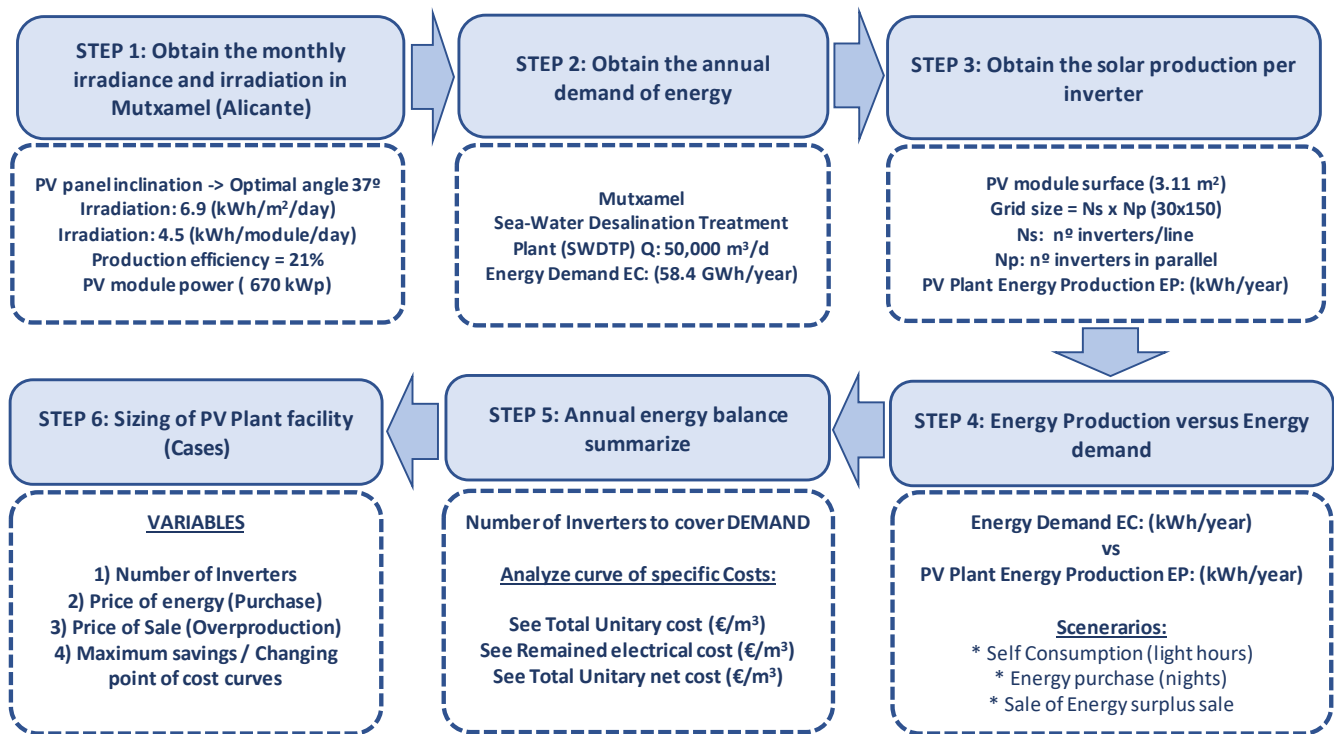 STEP 1: Obtain the monthly
irradiance and irradiation in
Mutxamel (Alicante)
PV panel inclination -> Optimal angle 37º
Irradiation: 6.9 (kWh/m²/day)
Irradiation: 4.5 (kWh/module/day)
Production efficiency = 21%
PV module power ( 670 kWp)
STEP 2: Obtain the annual
demand of energy
Mutxamel
Sea-Water Desalination Treatment
Plant (SWDTP) Q: 50,000 m³/d
Energy Demand EC: (58.4 GWh/year)
STEP 3: Obtain the solar production per
inverter
PV module surface (3.11 m²)
Grid size = Ns x Np (30x150)
Ns: nº inverters/line
Np: nº inverters in parallel
PV Plant Energy Production EP: (kWh/year)
STEP 4: Energy Production versus Energy
demand
Energy Demand EC: (kWh/year)
vs
PV Plant Energy Production EP: (kWh/year)
Scenerarios:
* Self Consumption (light hours)
* Energy purchase (nights)
* Sale of Energy surplus sale
STEP 5: Annual energy balance
summarize
Number of Inverters to cover DEMAND
Analyze curve of specific Costs:
See Total Unitary cost (€/m³)
See Remained electrical cost (€/m³)
See Total Unitary net cost (€/m³)
STEP 6: Sizing of PV Plant facility
(Cases)
VARIABLES
1) Number of Inverters
2) Price of energy (Purchase)
3) Price of Sale (Overproduction)
4) Maximum savings / Changing
point of cost curves